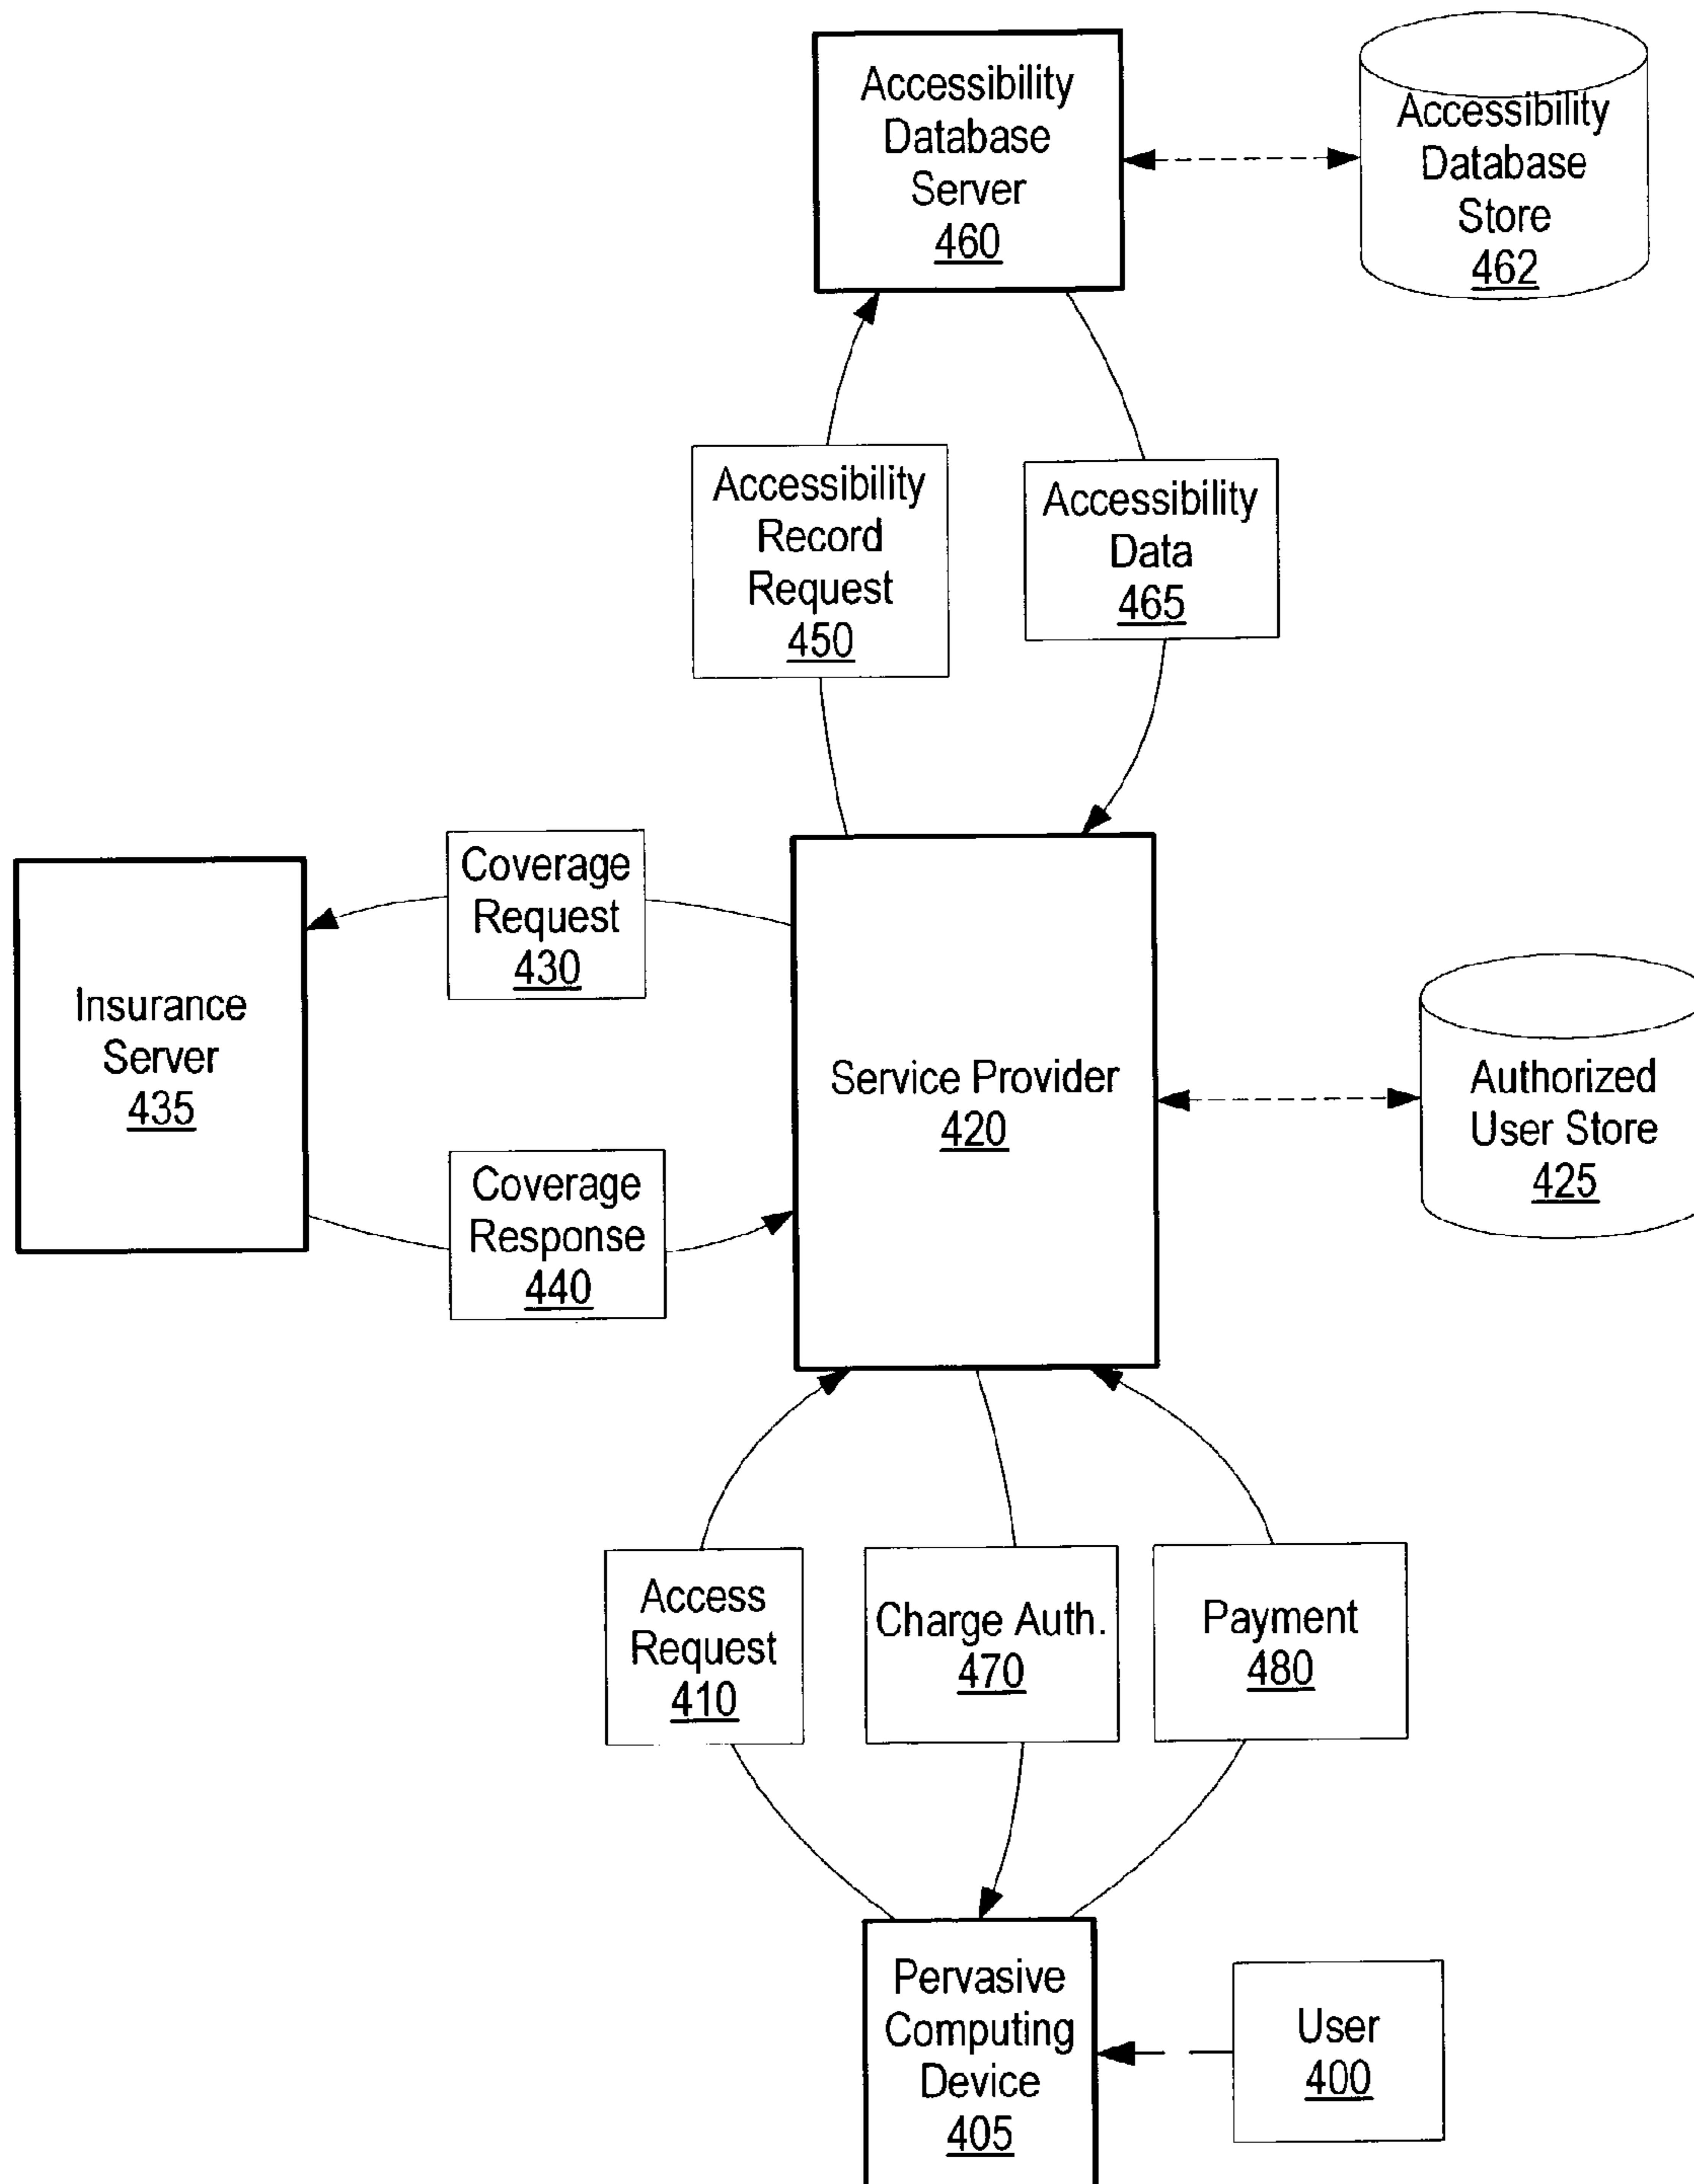 Accessibility
Database
Server
460
Accessibility
Database
Store
462
Accessibility
Record
Request
450
Accessibility
Data
465
Coverage
Request
430
Insurance
Server
435
Service Provider
420
Authorized
User Store
425
Coverage
Response
440
Access
Request
410
Charge Auth.
470
Payment
480
Pervasive
Computing
Device
405
User
400